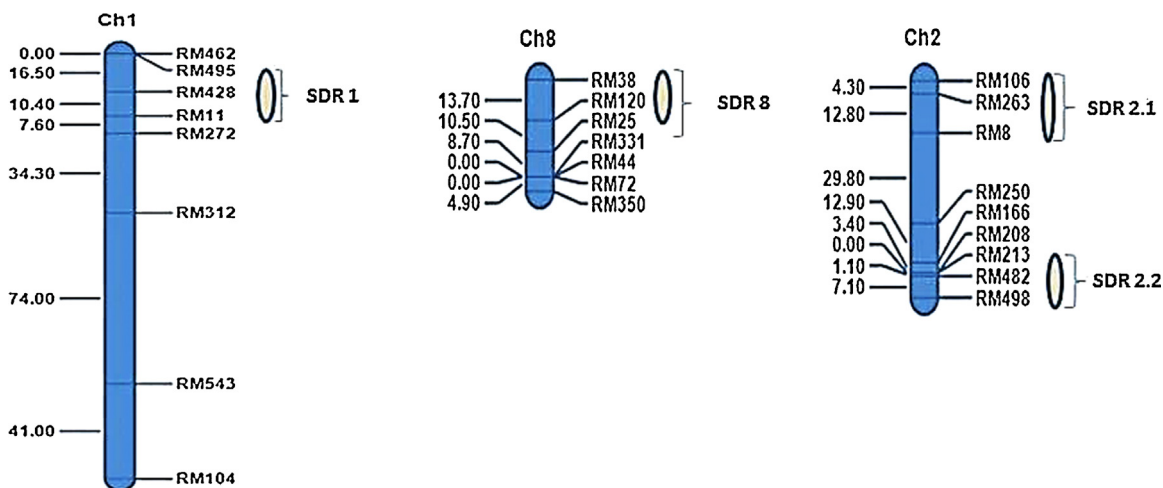 Ch1
0.00
16.50
10.40
7.60
34.30
74.00
41.00
RM462
RM495
RM428
RM11
RM272
RM312
RM543
RM104
SDR 1
Ch8
13.70
10.50
8.70
0.00
0.00
4.90
RM38
RM120
RM25
RM331
RM44
RM72
RM350
SDR 8
Ch2
4.30
12.80
29.80
12.90
3.40
0.00
1.10
7.10
RM106
RM263
RM8
RM250
RM166
RM208
RM213
RM482
RM498
SDR 2.1
SDR 2.2